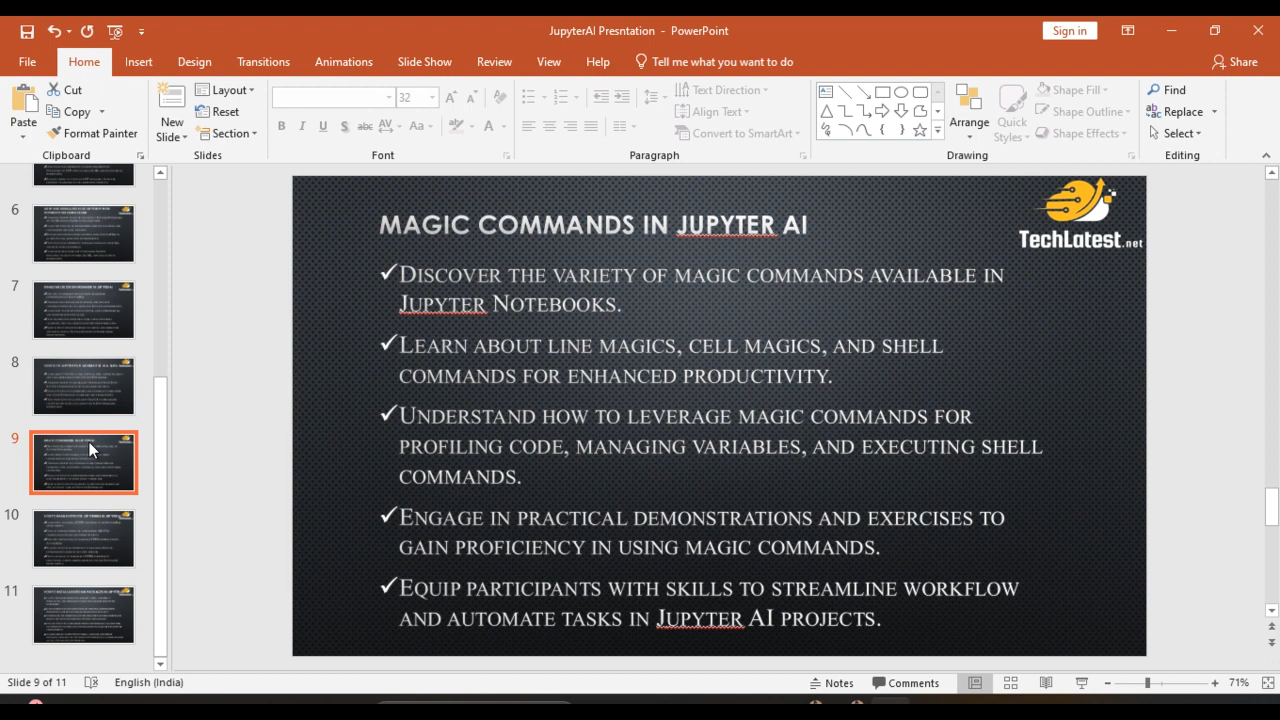 JupyterAI Presntation - PowerPoint
Sign in
File Home Insert Design Transitions Animations Slide Show Review View Help Tell me what you want to do Share
Paste
Cut
Copy
Format Painter
Clipboard
New
Slide
Layout
Reset
Section
Slides
32
Font
Text Direction
Align Text
Convert to SmartArt
Paragraph
Arrange
Quick
Styles
Shape Fill
Shape Outline
Shape Effects
Drawing
Find
Replace
Select
Editing
6
7
8
9
10
11
TechLatest.net
MAGIC COMMANDS IN JUPYTER AI
✓DISCOVER THE VARIETY OF MAGIC COMMANDS AVAILABLE IN
JUPYTER NOTEBOOKS.
✓LEARN ABOUT LINE MAGICS, CELL MAGICS, AND SHELL
COMMANDS FOR ENHANCED PRODUCTIVITY.
✓UNDERSTAND HOW TO LEVERAGE MAGIC COMMANDS FOR
PROFILING CODE, MANAGING VARIABLES, AND EXECUTING SHELL
COMMANDS.
✓ENGAGE IN PRACTICAL DEMONSTRATIONS AND EXERCISES TO
GAIN PROFICIENCY IN USING MAGIC COMMANDS.
✓EQUIP PARTICIPANTS WITH SKILLS TO STREAMLINE WORKFLOW
AND AUTOMATE TASKS IN JUPYTER AI PROJECTS.
Slide 9 of 11 English (India) Notes Comments 71%